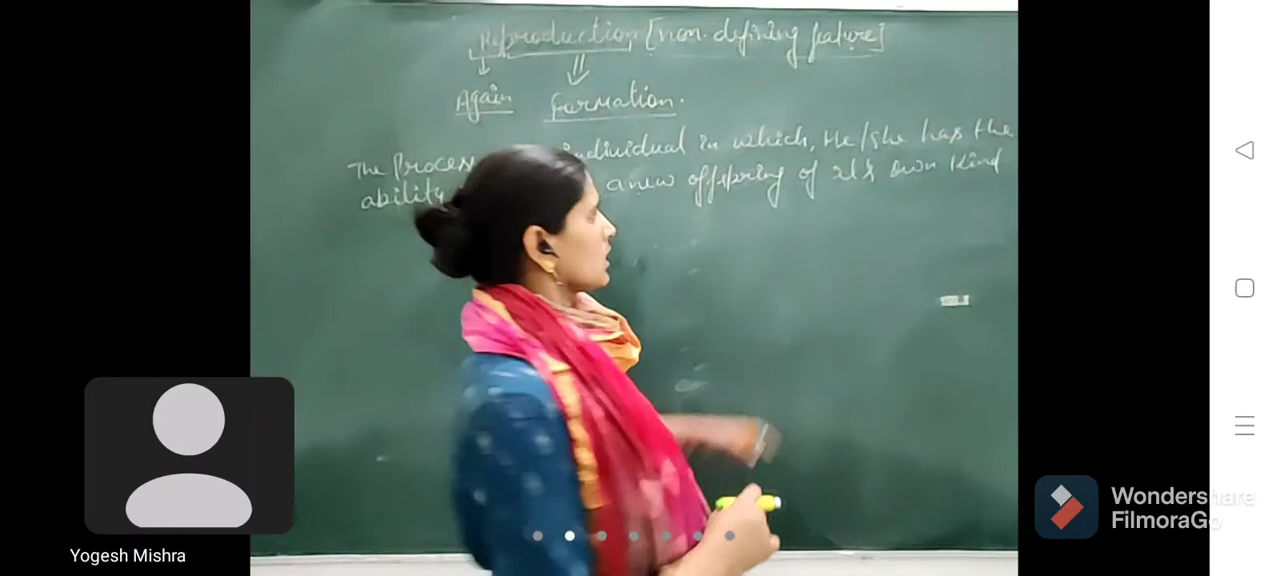 Reproduction [non-defining feature]
Again Formation.
The Process individual in which, He/she has the
ability a new offspring of its own kind
Yogesh Mishra
Wondershare
FilmoraGo